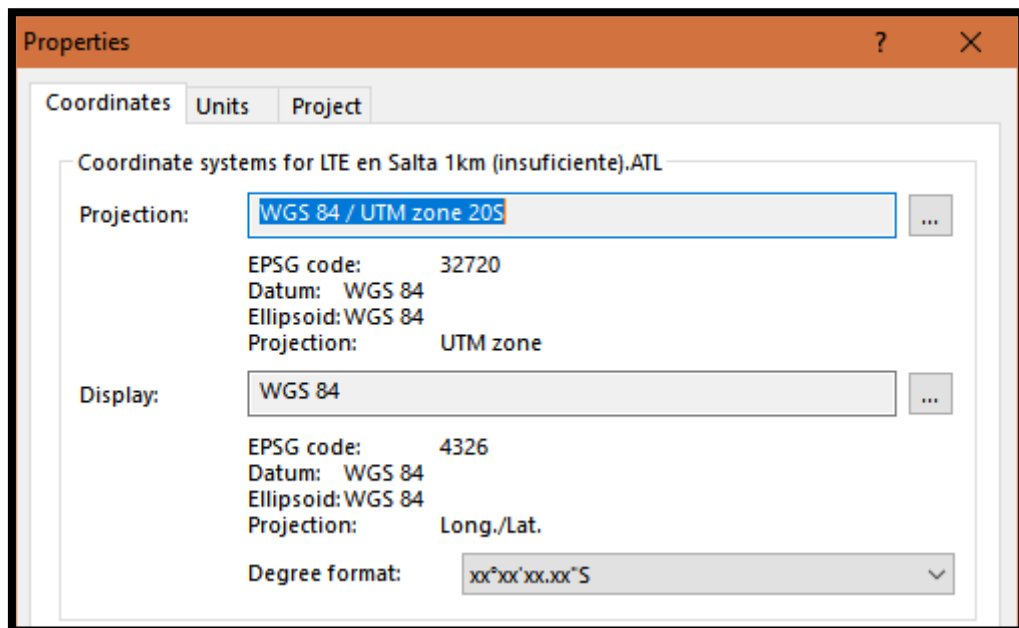 Properties ?
Coordinates Units Project
Coordinate systems for LTE en Salta 1km (insuficiente).ATL
Projection: WGS 84 / UTM zone 20S ...
EPSG code: 32720
Datum: WGS 84
Ellipsoid: WGS 84
Projection: UTM zone
Display: WGS 84 ...
EPSG code: 4326
Datum: WGS 84
Ellipsoid: WGS 84
Projection: Long./Lat.
Degree format: xx°xx'xx.xx"S